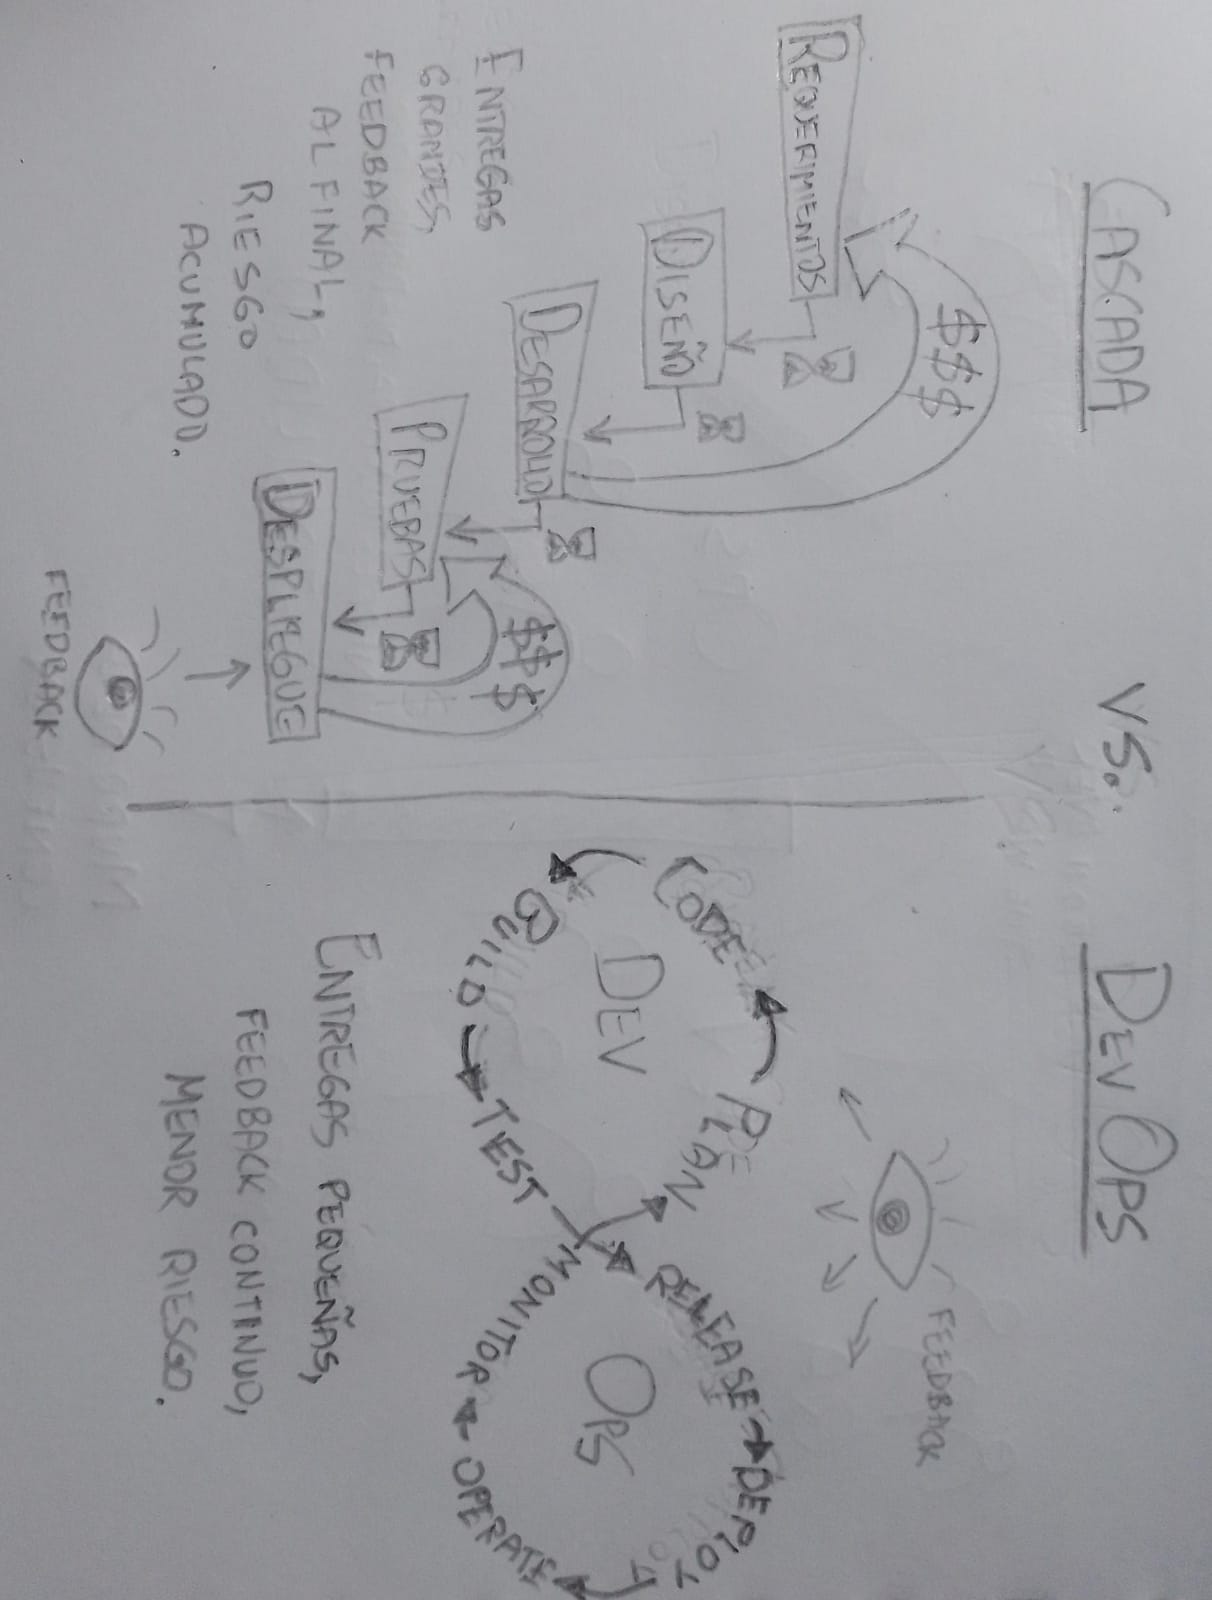 CASCADA VS. DEVOPS
$$$
REQUERIMIENTOS
DISEÑO
DESARROLLO
$$$
PRUEBAS
DESPLIEGUE
FEEDBACK
ENTREGAS
GRANDES,
FEEDBACK
AL FINAL,
RIESGO
ACUMULADO.
FEEDBACK
PLAN
CODE
BUILD
TEST
DEV
RELEASE
DEPLOY
OPERATE
MONITOR
OPS
ENTREGAS PEQUEÑAS,
FEEDBACK CONTINUO,
MENOR RIESGO.